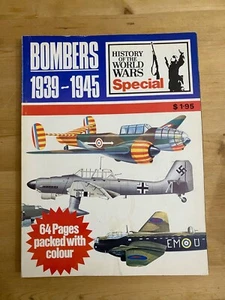 BOMBERS
1939-1945
HISTORY OF THE
WORLD WARS
Special
$1·95
64 Pages
packed with
colour
EM U